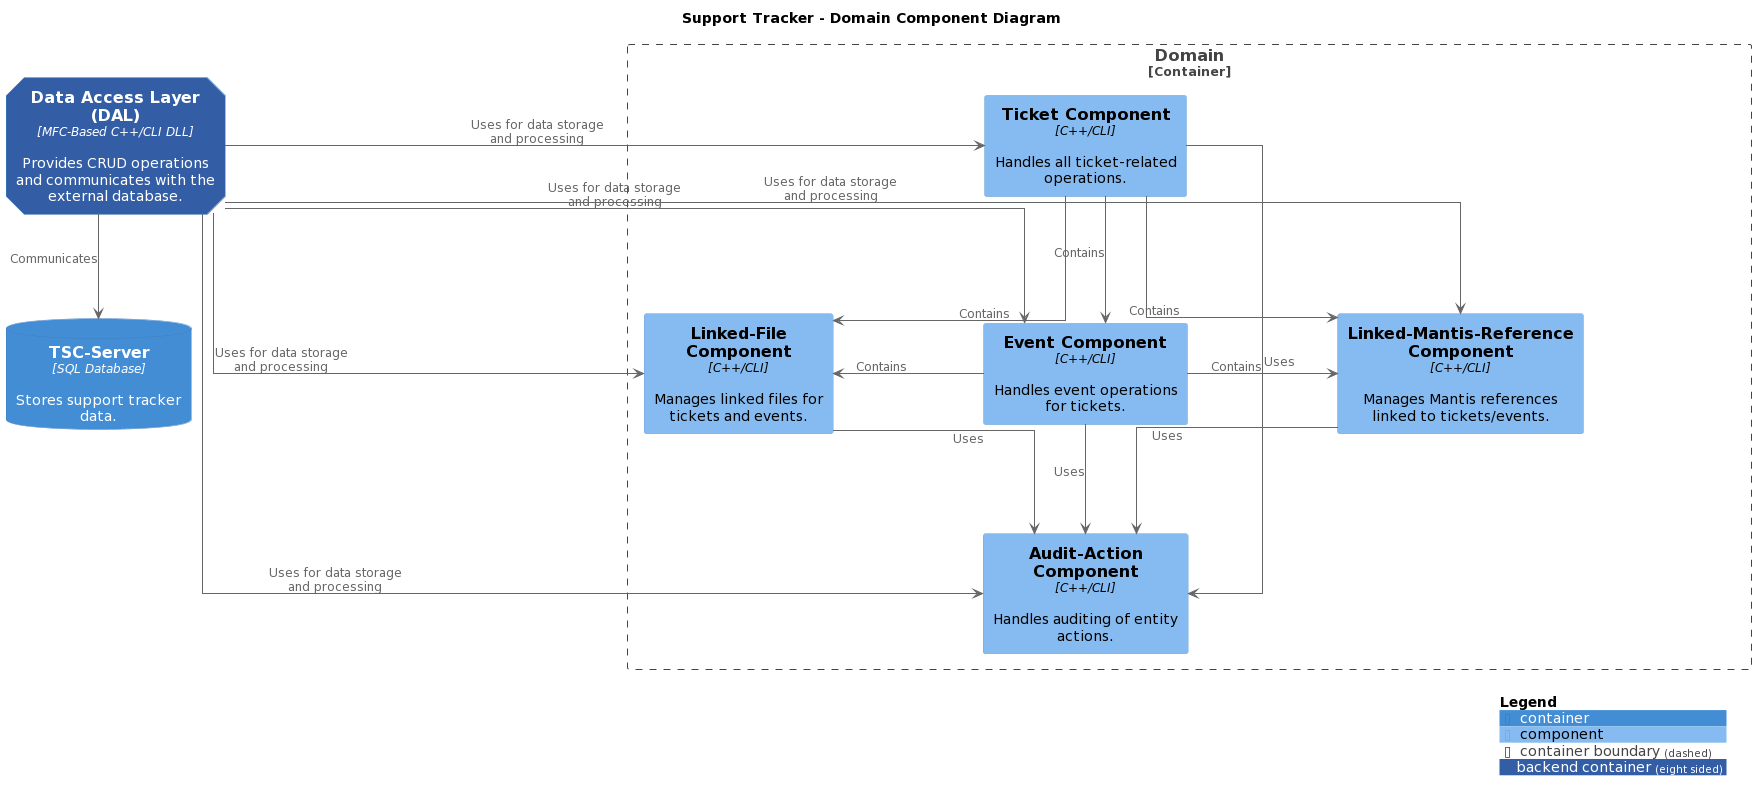 Support Tracker - Domain Component Diagram
Domain
[Container]
Data Access Layer
(DAL)
[MFC-Based C++/CLI DLL]
Provides CRUD operations
and communicates with the
external database.
Ticket Component
[C++/CLI]
Handles all ticket-related
operations.
Uses for data storage
and processing
Uses for data storage
and processing
Uses for data storage
and processing
Communicates
Contains
Contains
Contains
TSC-Server
[SQL Database]
Stores support tracker
data.
Uses for data storage
and processing
Linked-File
Component
[C++/CLI]
Manages linked files for
tickets and events.
Contains
Event Component
[C++/CLI]
Handles event operations
for tickets.
Contains
Uses
Linked-Mantis-Reference
Component
[C++/CLI]
Manages Mantis references
linked to tickets/events.
Uses
Uses
Uses
Uses for data storage
and processing
Audit-Action
Component
[C++/CLI]
Handles auditing of entity
actions.
Legend
container
component
container boundary (dashed)
backend container (eight sided)